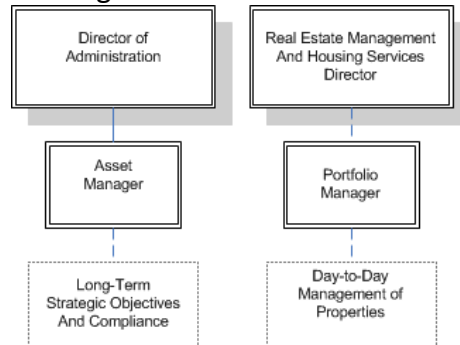 Director of
Administration
Real Estate Management
And Housing Services
Director
Asset
Manager
Portfolio
Manager
Long-Term
Strategic Objectives
And Compliance
Day-to-Day
Management of
Properties